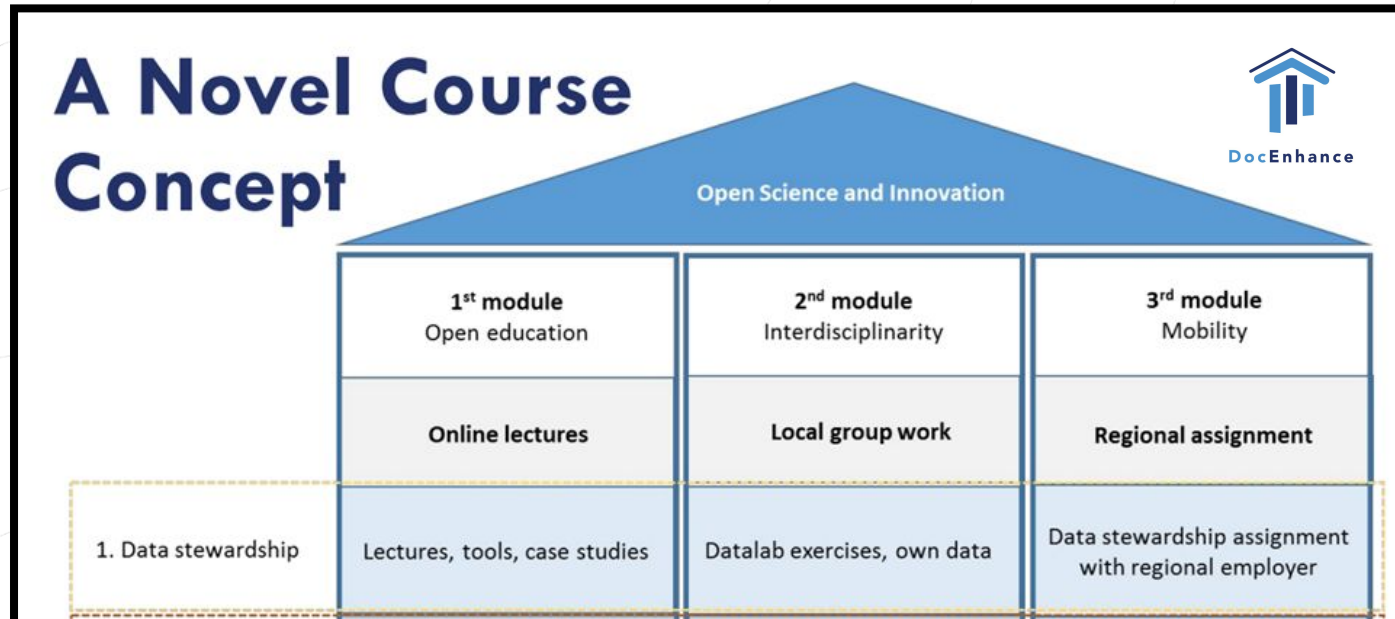 A Novel Course
Concept
DocEnhance
Open Science and Innovation
1st module
Open education
2nd module
Interdisciplinarity
3rd module
Mobility
Online lectures
Local group work
Regional assignment
1. Data stewardship
Lectures, tools, case studies
Datalab exercises, own data
Data stewardship assignment
with regional employer